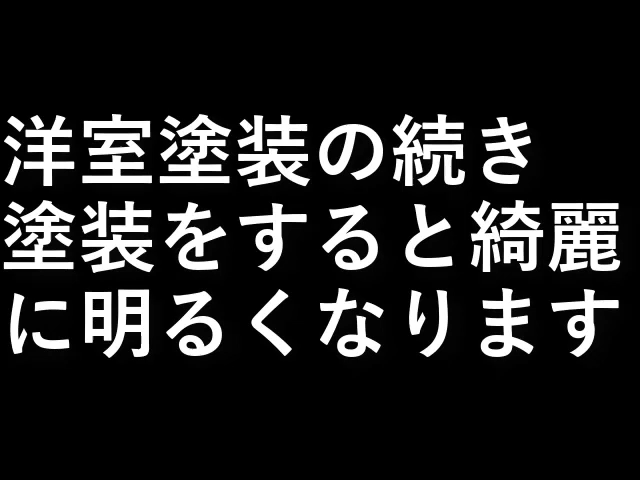 洋室塗装の続き
塗装をすると綺麗
に明るくなります